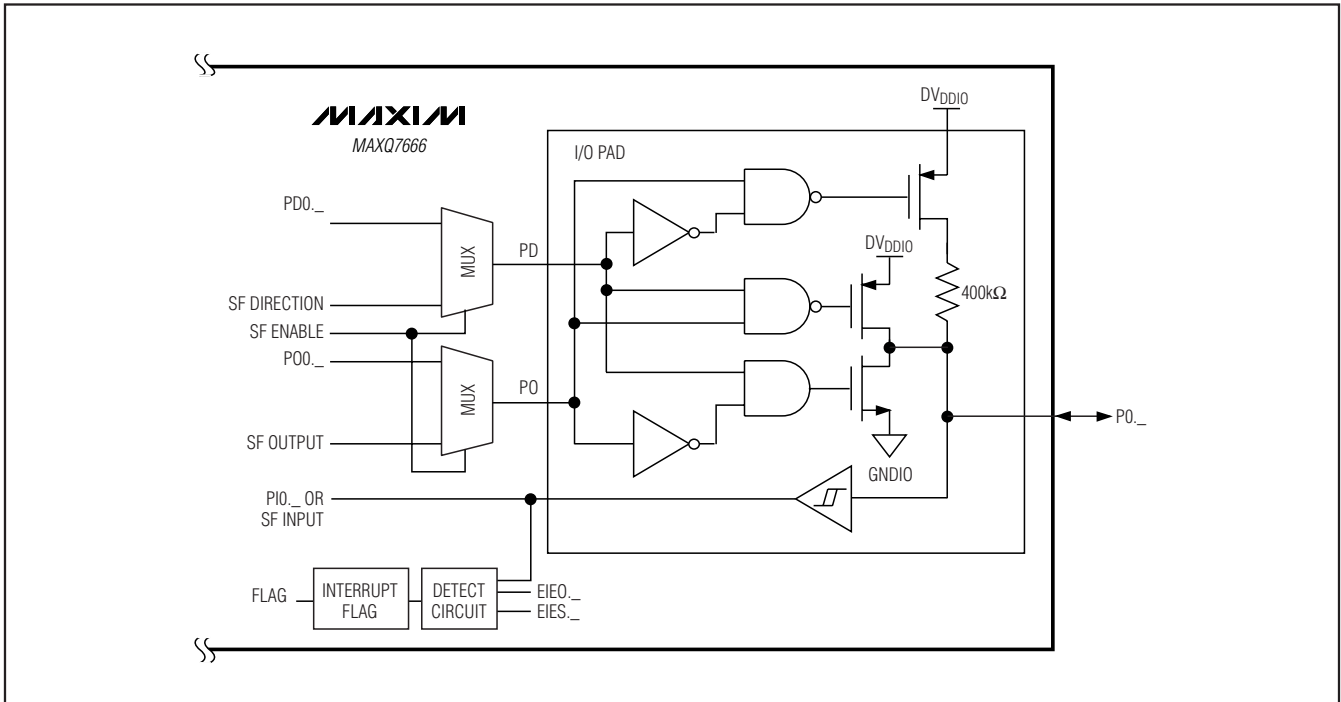 MAXIM
MAXQ7666
DVDDIO
I/O PAD
PD0._
MUX
PD
DVDDIO
400kΩ
SF DIRECTION
SF ENABLE
PO0._
MUX
PO
P0._
SF OUTPUT
GNDIO
PI0._ OR
SF INPUT
FLAG
INTERRUPT
FLAG
DETECT
CIRCUIT
EIE0._
EIES._